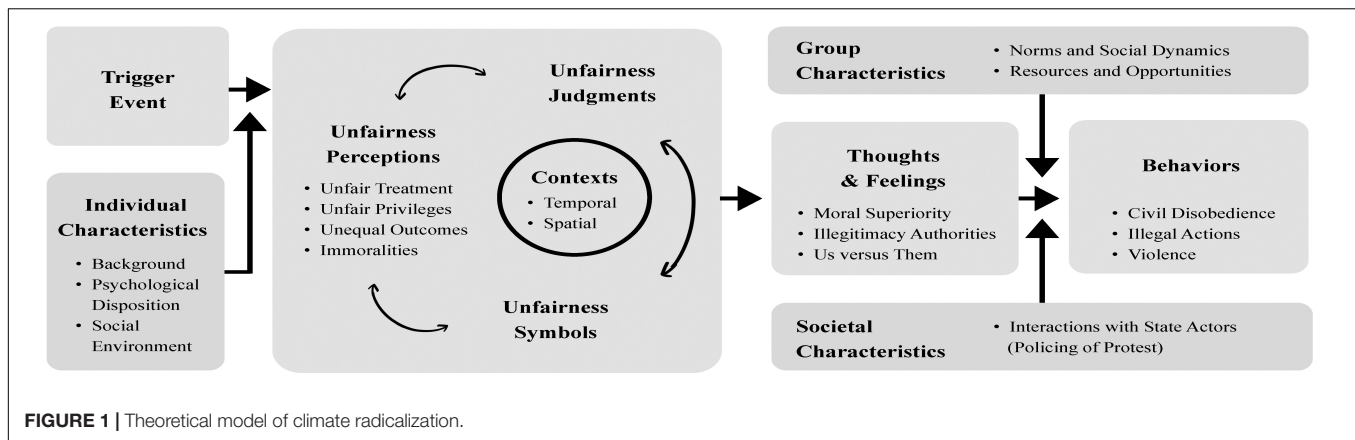 Trigger
Event
Individual
Characteristics
• Background
• Psychological
Disposition
• Social
Environment
Unfairness
Perceptions
• Unfair Treatment
• Unfair Privileges
• Unequal Outcomes
• Immoralities
Unfairness
Judgments
Contexts
• Temporal
• Spatial
Unfairness
Symbols
Group
Characteristics
• Norms and Social Dynamics
• Resources and Opportunities
Thoughts
& Feelings
• Moral Superiority
• Illegitimacy Authorities
• Us versus Them
Behaviors
• Civil Disobedience
• Illegal Actions
• Violence
Societal
Characteristics
• Interactions with State Actors
(Policing of Protest)
FIGURE 1 | Theoretical model of climate radicalization.